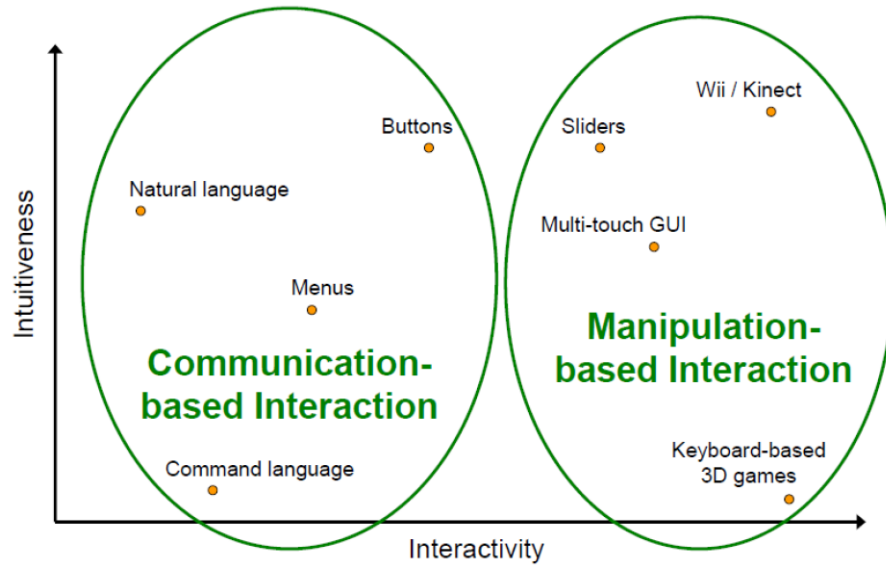 Wii / Kinect
Buttons
Sliders
Natural language
Multi-touch GUI
Menus
Manipulation-
based Interaction
Communication-
based Interaction
Keyboard-based
3D games
Command language
Intuitiveness
Interactivity